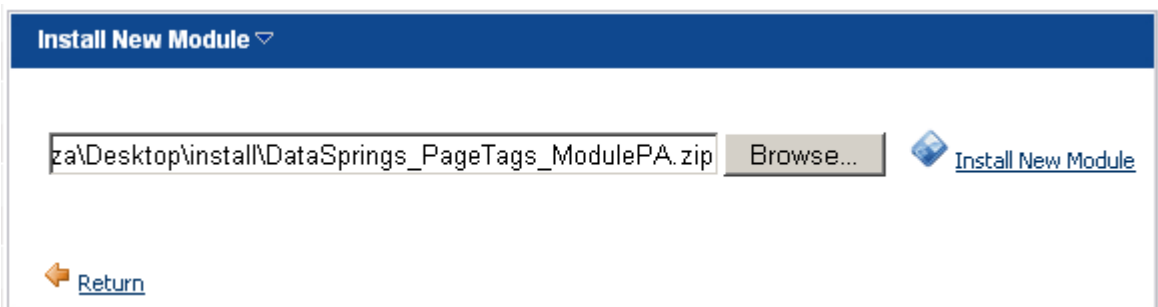 Install New Module
za\Desktop\install\DataSprings_PageTags_ModulePA.zip Browse... Install New Module
Return